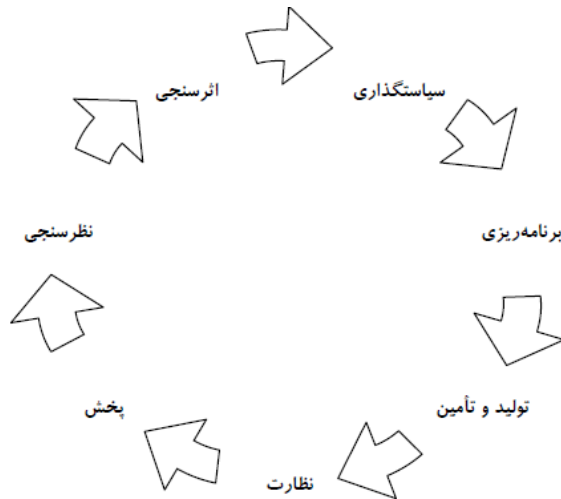 سیاستگذاری
برنامه‌ریزی
تولید و تأمین
نظارت
پخش
نظرسنجی
اثرسنجی